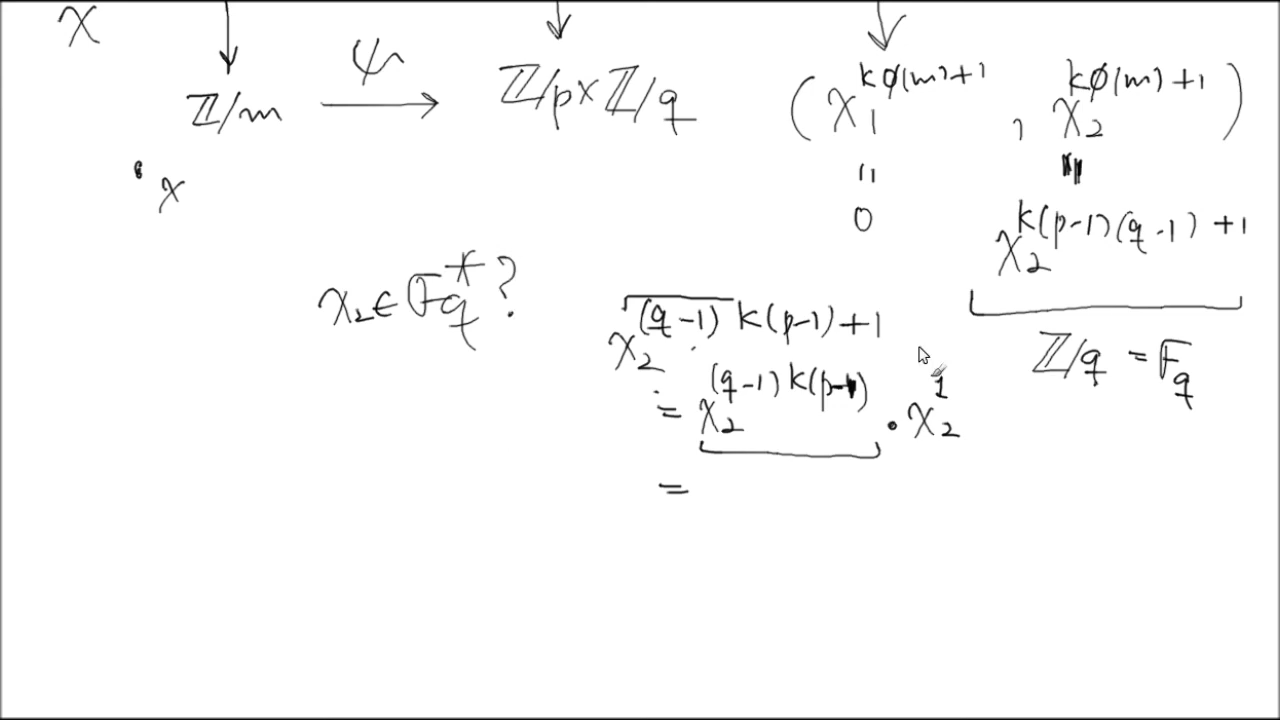 χ
ψ
ℤ/m → ℤ/p × ℤ/q
( x₁^{kφ(m)+1} , x₂^{kφ(m)+1} )
x
"
0
"
x₂^{k(p-1)(q-1)+1}
x₂ ∈ 𝔽q^* ?
x₂^{(q-1)k(p-1)+1}
ℤ/q = 𝔽q
= x₂^{(q-1)k(p-1)} · x₂^1
=